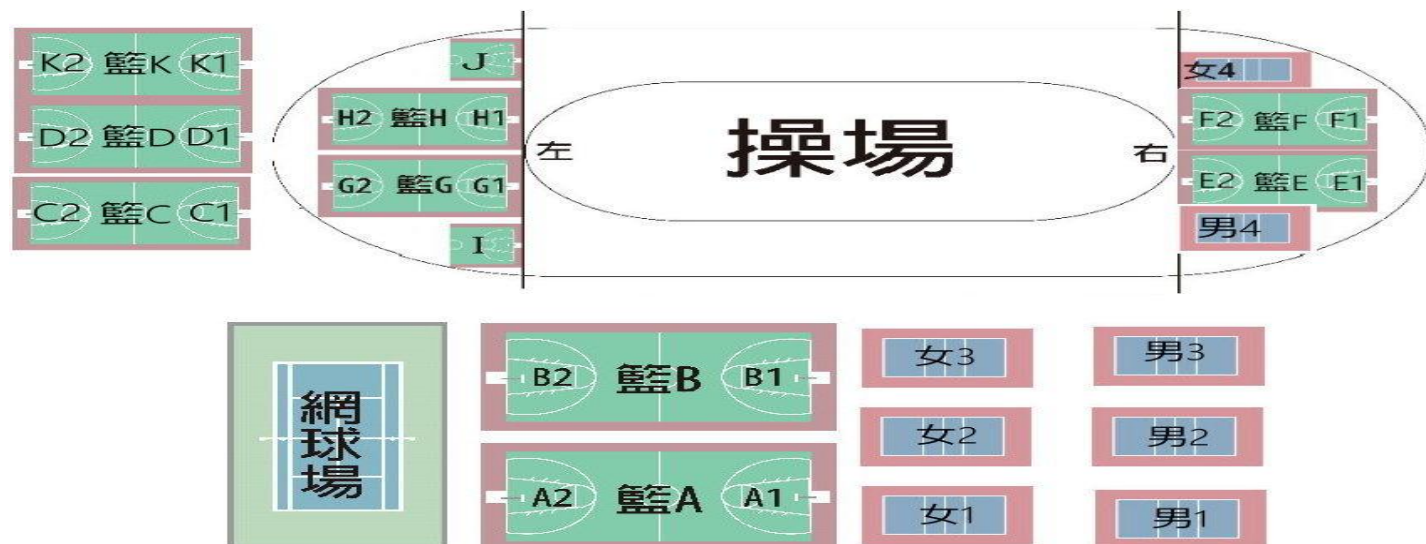 K2 籃K K1
D2 籃D D1
C2 籃C C1
J
H2 籃H H1
G2 籃G G1
I
左 操場 右
女4
F2 籃F F1
E2 籃E E1
男4
網球場
B2 籃B B1
A2 籃A A1
女3 男3
女2 男2
女1 男1